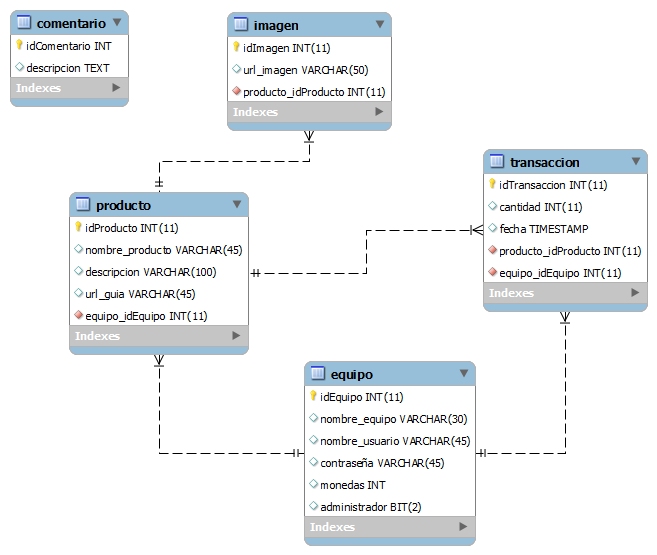 comentario
idComentario INT
descripcion TEXT
Indexes
imagen
idImagen INT(11)
url_imagen VARCHAR(50)
producto_idProducto INT(11)
Indexes
producto
idProducto INT(11)
nombre_producto VARCHAR(45)
descripcion VARCHAR(100)
url_guia VARCHAR(45)
equipo_idEquipo INT(11)
Indexes
transaccion
idTransaccion INT(11)
cantidad INT(11)
fecha TIMESTAMP
producto_idProducto INT(11)
equipo_idEquipo INT(11)
Indexes
equipo
idEquipo INT(11)
nombre_equipo VARCHAR(30)
nombre_usuario VARCHAR(45)
contraseña VARCHAR(45)
monedas INT
administrador BIT(2)
Indexes